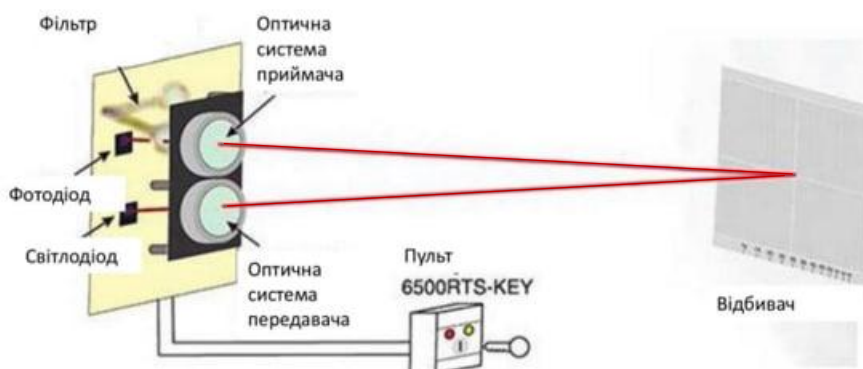 Фільтр
Оптична
система
приймача
Фотодіод
Світлодіод
Оптична
система
передавача
Пульт
6500RTS-KEY
Відбивач